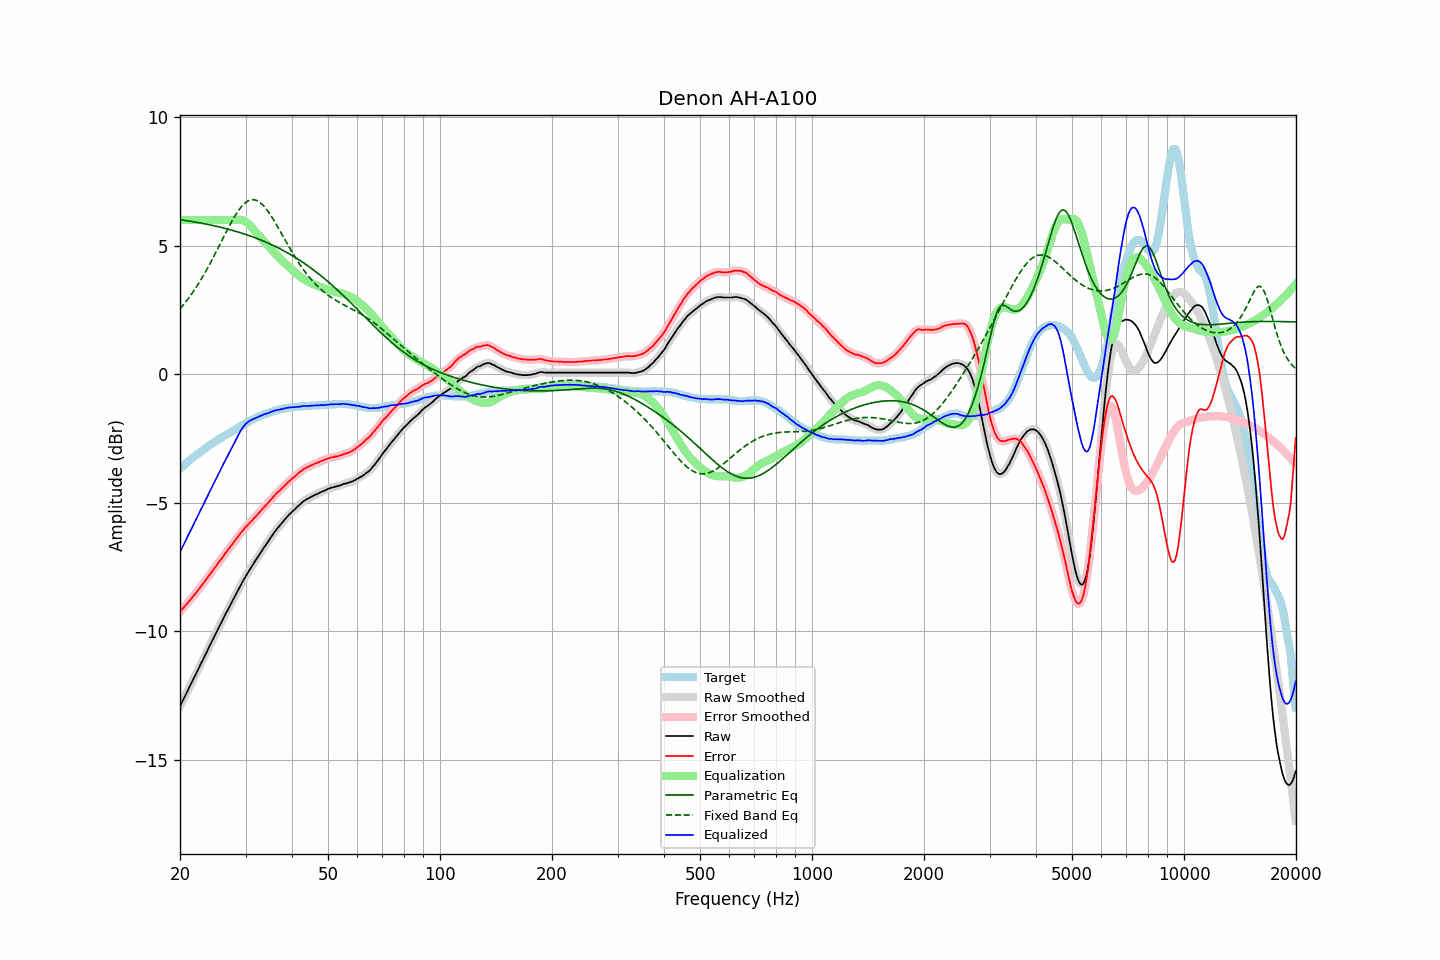 Denon AH-A100
Amplitude (dBr)
10
5
0
−5
−10
−15
Target
Raw Smoothed
Error Smoothed
Raw
Error
Equalization
Parametric Eq
Fixed Band Eq
Equalized
20 50 100 200 500 1000 2000 5000 10000 20000
Frequency (Hz)